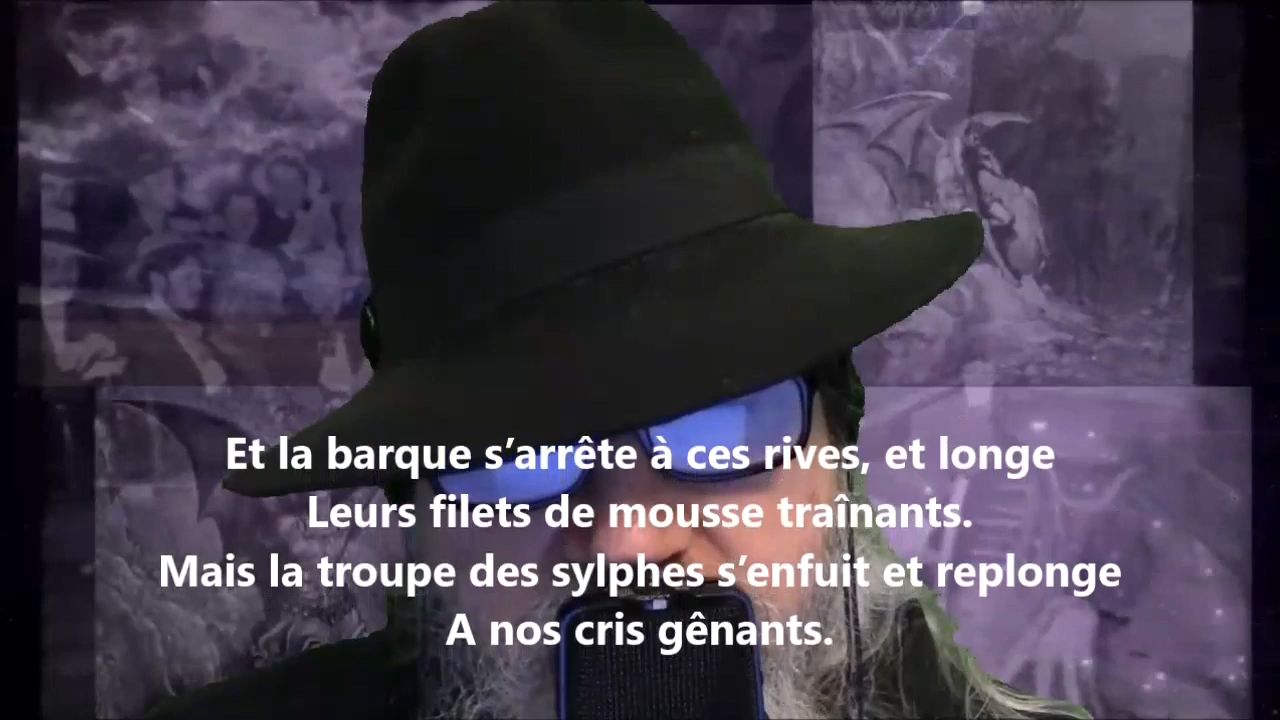 Et la barque s’arrête à ces rives, et longe
Leurs filets de mousse traînants.
Mais la troupe des sylphes s’enfuit et replonge
A nos cris gênants.